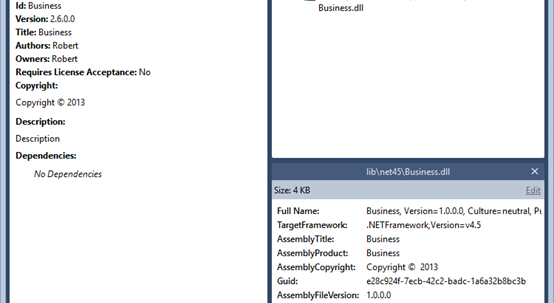 Id: Business
Version: 2.6.0.0
Title: Business
Authors: Robert
Owners: Robert
Requires License Acceptance: No
Copyright:
Copyright © 2013
Description:
Description
Dependencies:
No Dependencies
Business.dll
lib\net45\Business.dll
Size: 4 KB Edit
Full Name: Business, Version=1.0.0.0, Culture=neutral,
TargetFramework: .NETFramework,Version=v4.5
AssemblyTitle: Business
AssemblyProduct: Business
AssemblyCopyright: Copyright © 2013
Guid: e28c924f-7ecb-42c2-badc-1a6a32b8bc3b
AssemblyFileVersion: 1.0.0.0